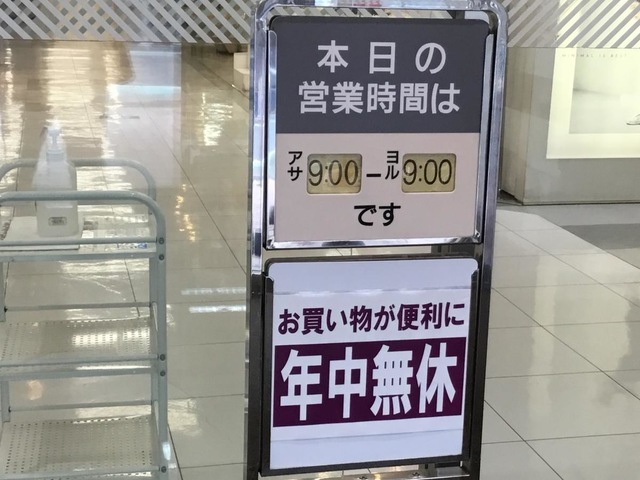 本日の
営業時間は
アサ 9:00 ー ヨル 9:00
です
お買い物が便利に
年中無休